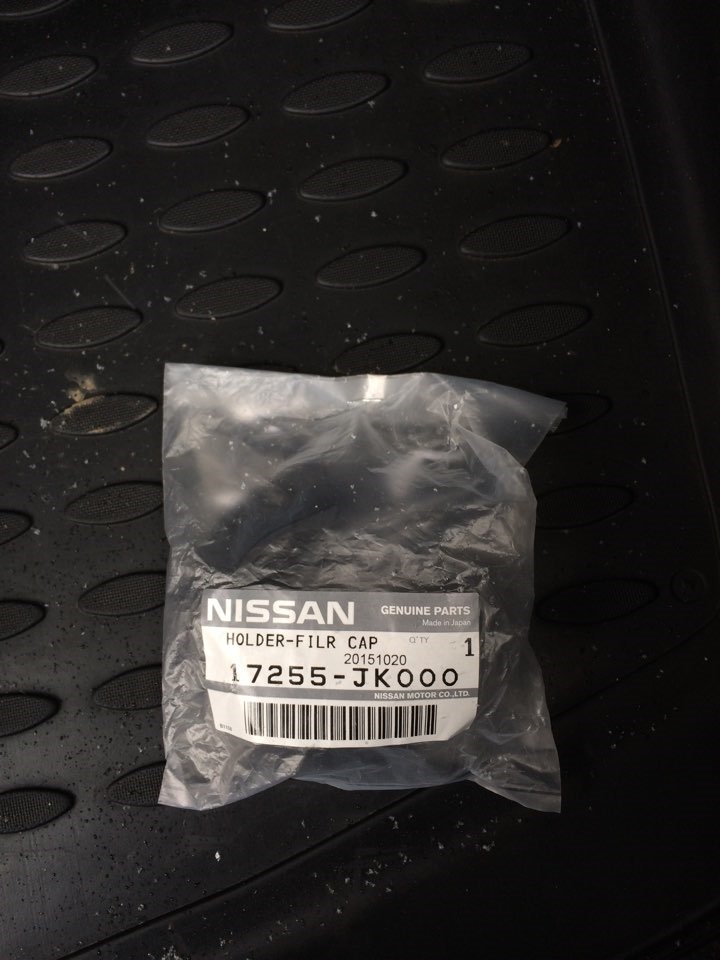 NISSAN GENUINE PARTS
Made in Japan
HOLDER-FILR CAP Q'TY 1
20151020
17255-JK000
NISSAN MOTOR CO.,LTD.